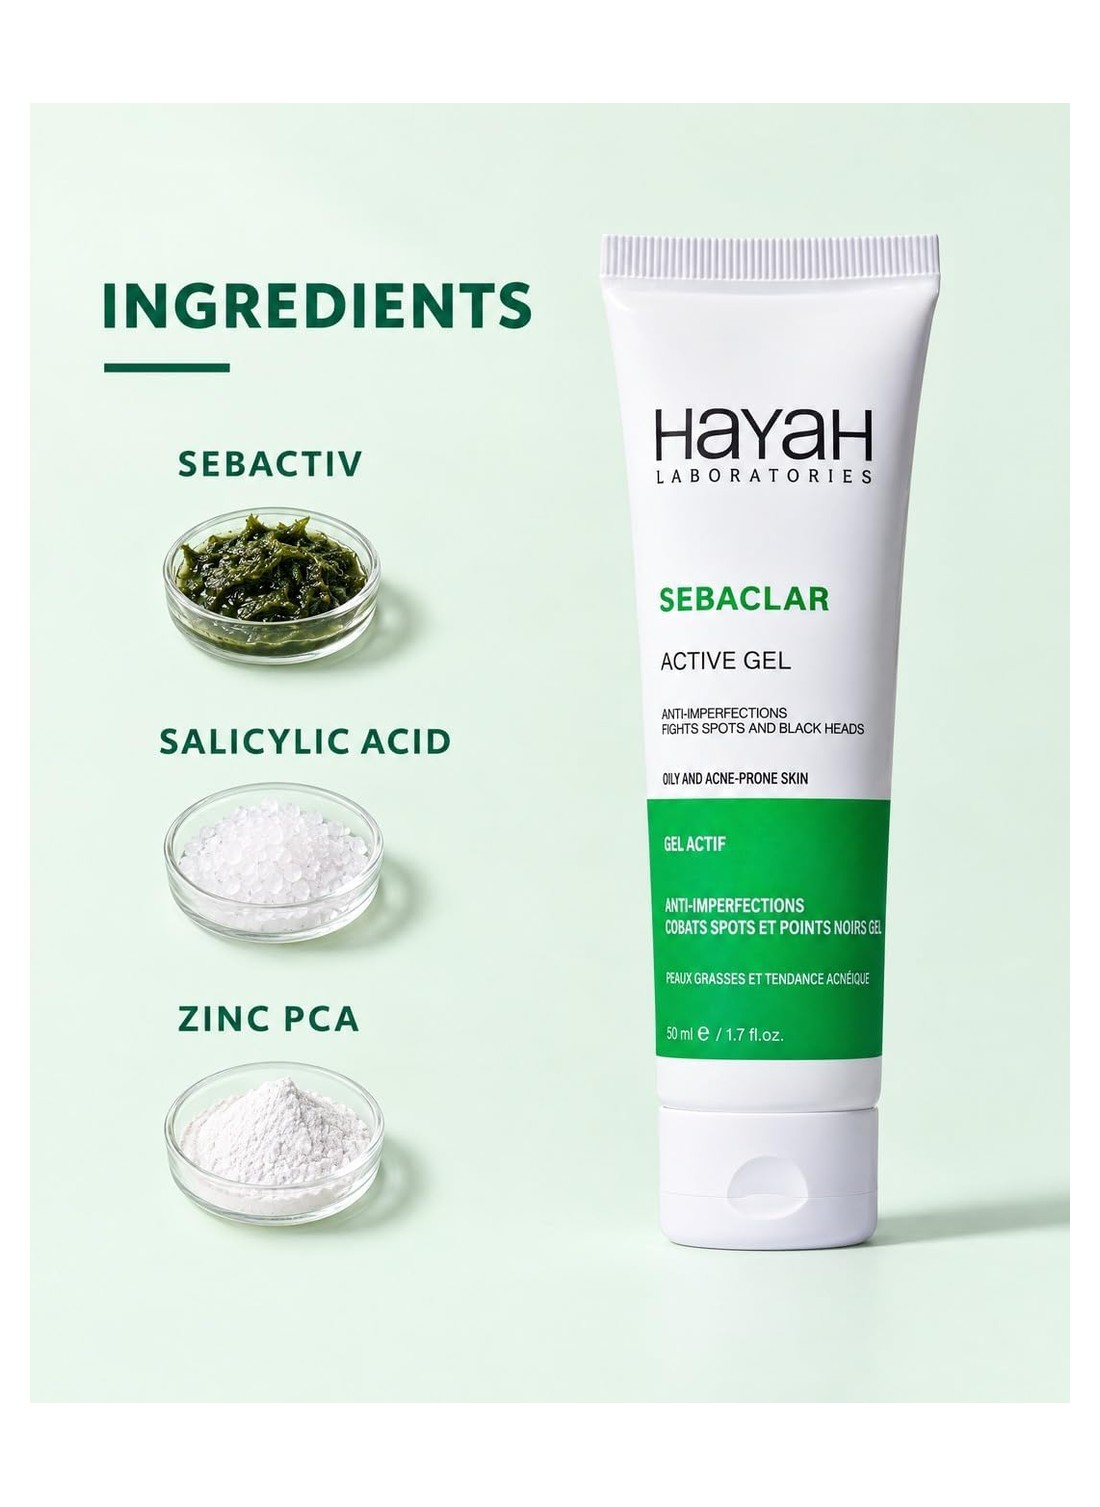 INGREDIENTS
SEBACTIV
SALICYLIC ACID
ZINC PCA
HaYaH
LABORATORIES
SEBACLAR
ACTIVE GEL
ANTI-IMPERFECTIONS
FIGHTS SPOTS AND BLACK HEADS
OILY AND ACNE-PRONE SKIN
GEL ACTIF
ANTI-IMPERFECTIONS
COBATS SPOTS ET POINTS NOIRS GEL
PEAUX GRASSES ET TENDANCE ACNÉIQUE
50 ml ℮ / 1.7 fl.oz.